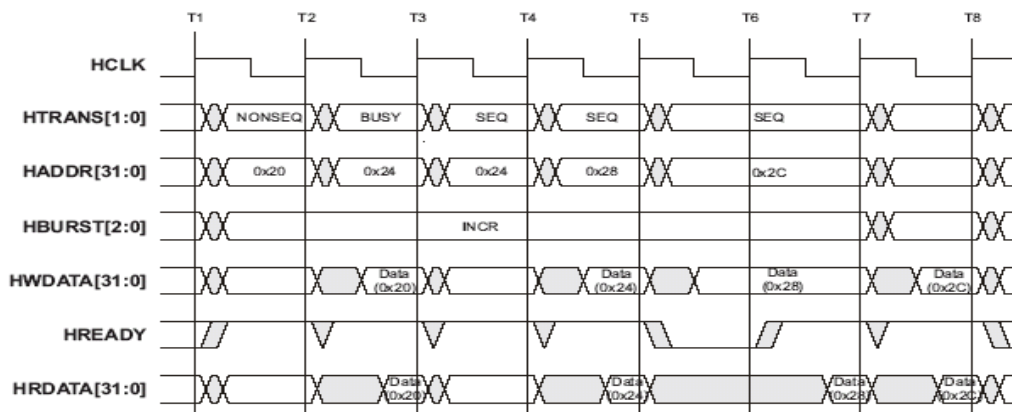 T1 T2 T3 T4 T5 T6 T7 T8
HCLK
HTRANS[1:0] NONSEQ BUSY SEQ SEQ SEQ
HADDR[31:0] 0x20 0x24 0x24 0x28 0x2C
HBURST[2:0] INCR
HWDATA[31:0] Data (0x20) Data (0x24) Data (0x28) Data (0x2C)
HREADY
HRDATA[31:0] Data (0x20) Data (0x24) Data (0x28) Data (0x2C)